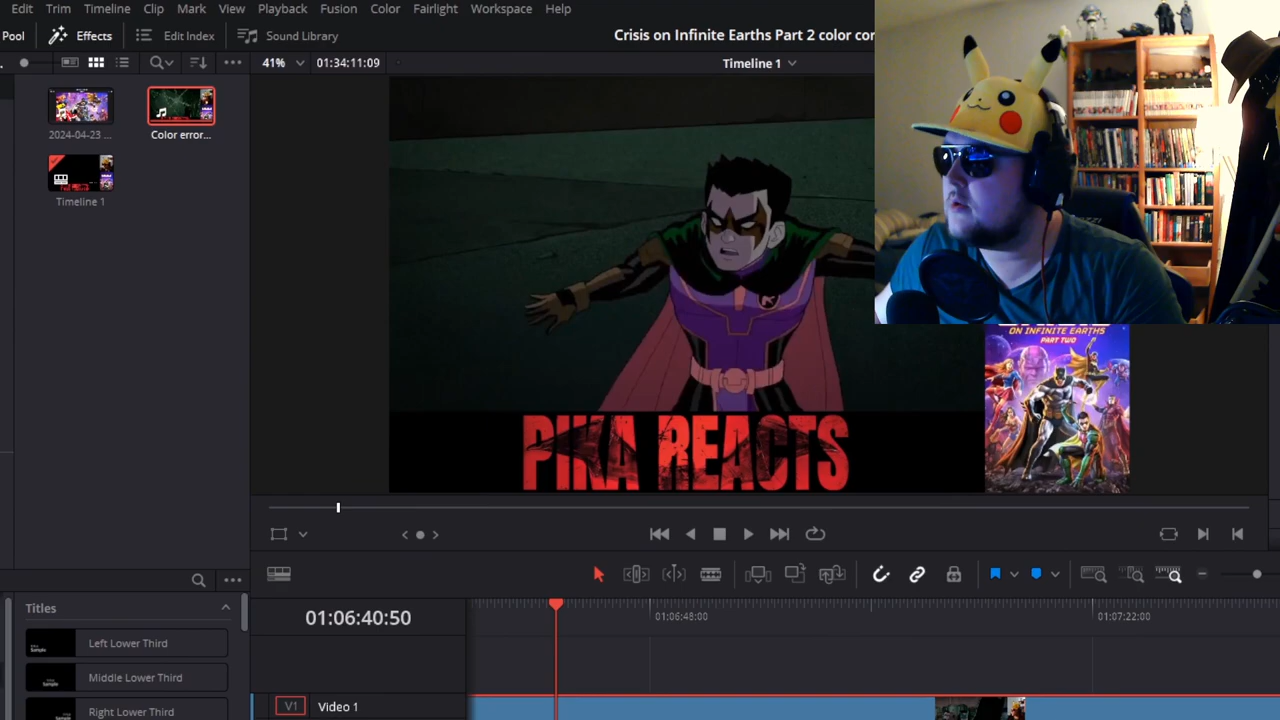 Edit Trim Timeline Clip Mark View Playback Fusion Color Fairlight Workspace Help
Pool Effects Edit Index Sound Library Crisis on Infinite Earths Part 2 color cor
41% 01:34:11:09 Timeline 1
2024-04-23 ... Color error...
Timeline 1
ON INFINITE EARTHS
PART TWO
PIKA REACTS
Titles
01:06:40:50 01:06:48:00 01:07:22:00
Left Lower Third
Middle Lower Third
Right Lower Third
V1 Video 1